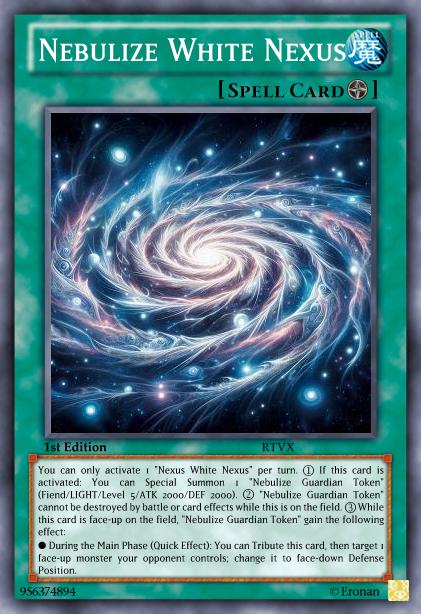 NEBULIZE WHITE NEXUS
SPELL
魔
[SPELL CARD]
1st Edition RTVX
You can only activate 1 "Nexus White Nexus" per turn. ① If this card is
activated: You can Special Summon 1 "Nebulize Guardian Token"
(Fiend/LIGHT/Level 5/ATK 2000/DEF 2000). ② "Nebulize Guardian Token"
cannot be destroyed by battle or card effects while this is on the field. ③ While
this card is face-up on the field, "Nebulize Guardian Token" gain the following
effect:
● During the Main Phase (Quick Effect): You can Tribute this card, then target 1
face-up monster your opponent controls; change it to face-down Defense
Position.
956374894 ©Eronan